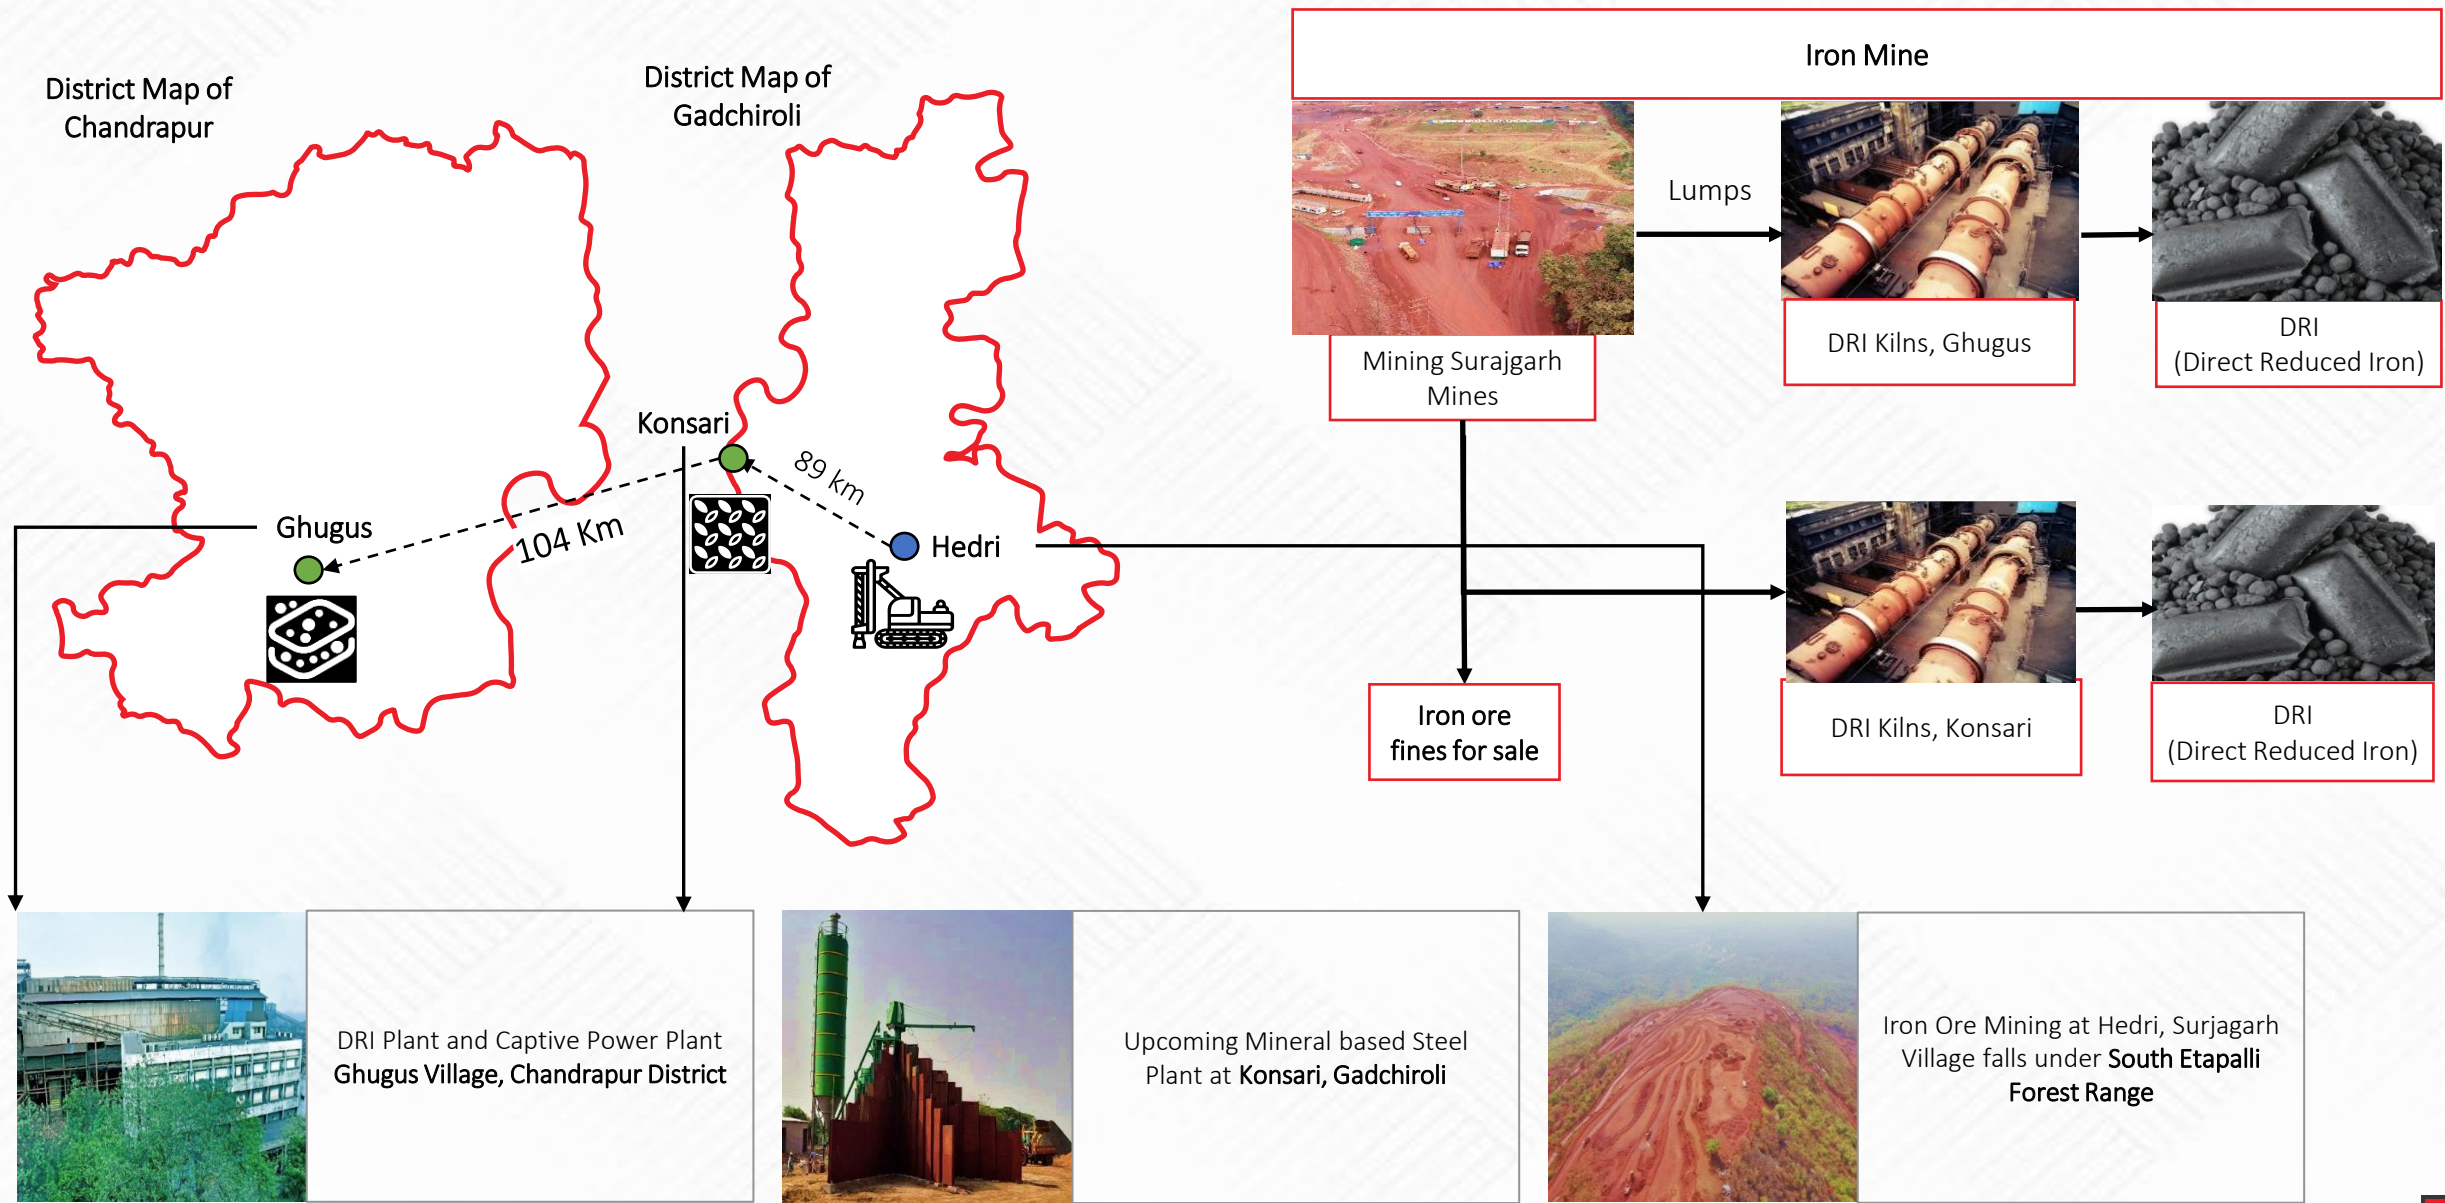 District Map of
Chandrapur
District Map of
Gadchiroli
Iron Mine
Lumps
Mining Surajgarh
Mines
DRI Kilns, Ghugus
DRI
(Direct Reduced Iron)
Konsari
89 km
Ghugus
104 Km
Hedri
Iron ore
fines for sale
DRI Kilns, Konsari
DRI
(Direct Reduced Iron)
DRI Plant and Captive Power Plant
Ghugus Village, Chandrapur District
Upcoming Mineral based Steel
Plant at Konsari, Gadchiroli
Iron Ore Mining at Hedri, Surjagarh
Village falls under South Etapalli
Forest Range